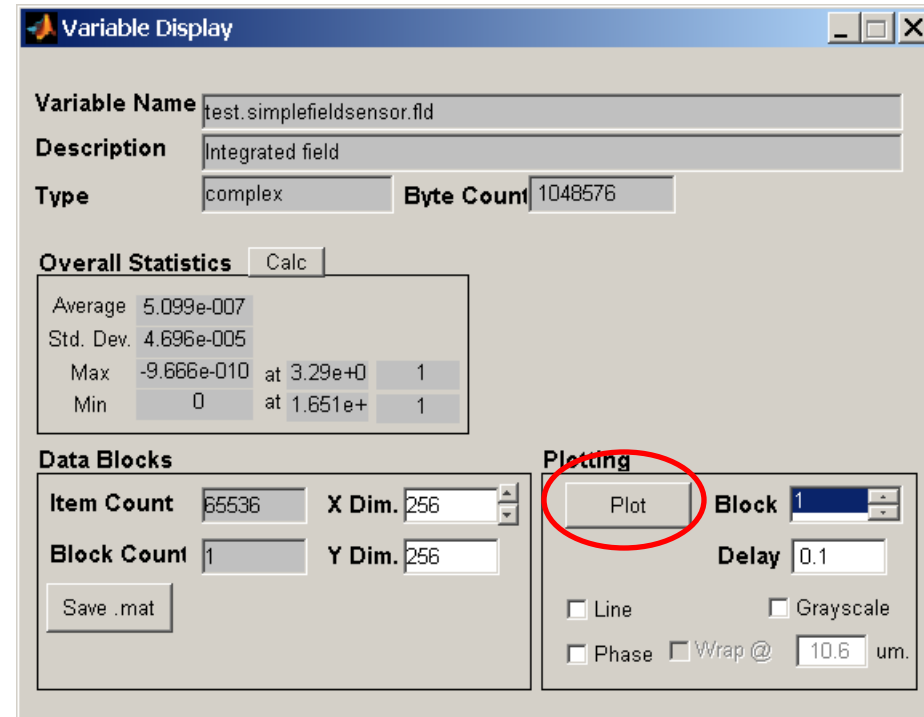 Variable Display
Variable Name test.simplefieldsensor.fld
Description Integrated field
Type complex Byte Count 1048576
Overall Statistics Calc
Average 5.099e-007
Std. Dev. 4.696e-005
Max -9.666e-010 at 3.29e+0 1
Min 0 at 1.651e+ 1
Data Blocks
Item Count 65536 X Dim. 256
Block Count 1 Y Dim. 256
Save .mat
Plotting
Plot Block 1
Delay 0.1
Line Grayscale
Phase Wrap @ 10.6 um.